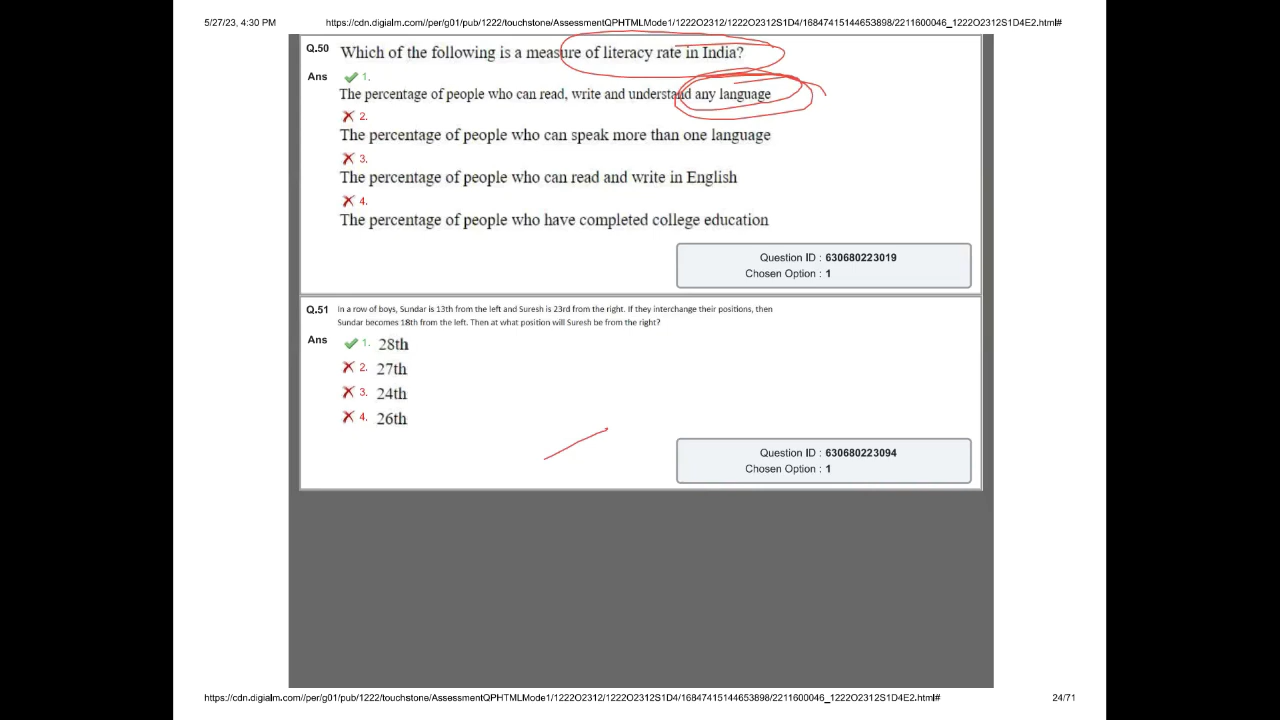 5/27/23, 4:30 PM https://cdn.digialm.com//per/g01/pub/1222/touchstone/AssessmentQPHTMLMode1/1222O2312/1222O2312S1D4/16847415144653898/2211600046_1222O2312S1D4E2.html#
Q.50 Which of the following is a measure of literacy rate in India?
Ans 1.
The percentage of people who can read, write and understand any language
2.
The percentage of people who can speak more than one language
3.
The percentage of people who can read and write in English
4.
The percentage of people who have completed college education
Question ID : 630680223019
Chosen Option : 1
Q.51 In a row of boys, Sundar is 13th from the left and Suresh is 23rd from the right. If they interchange their positions, then
Sundar becomes 18th from the left. Then at what position will Suresh be from the right?
Ans 1. 28th
2. 27th
3. 24th
4. 26th
Question ID : 630680223094
Chosen Option : 1
https://cdn.digialm.com//per/g01/pub/1222/touchstone/AssessmentQPHTMLMode1/1222O2312/1222O2312S1D4/16847415144653898/2211600046_1222O2312S1D4E2.html# 24/71